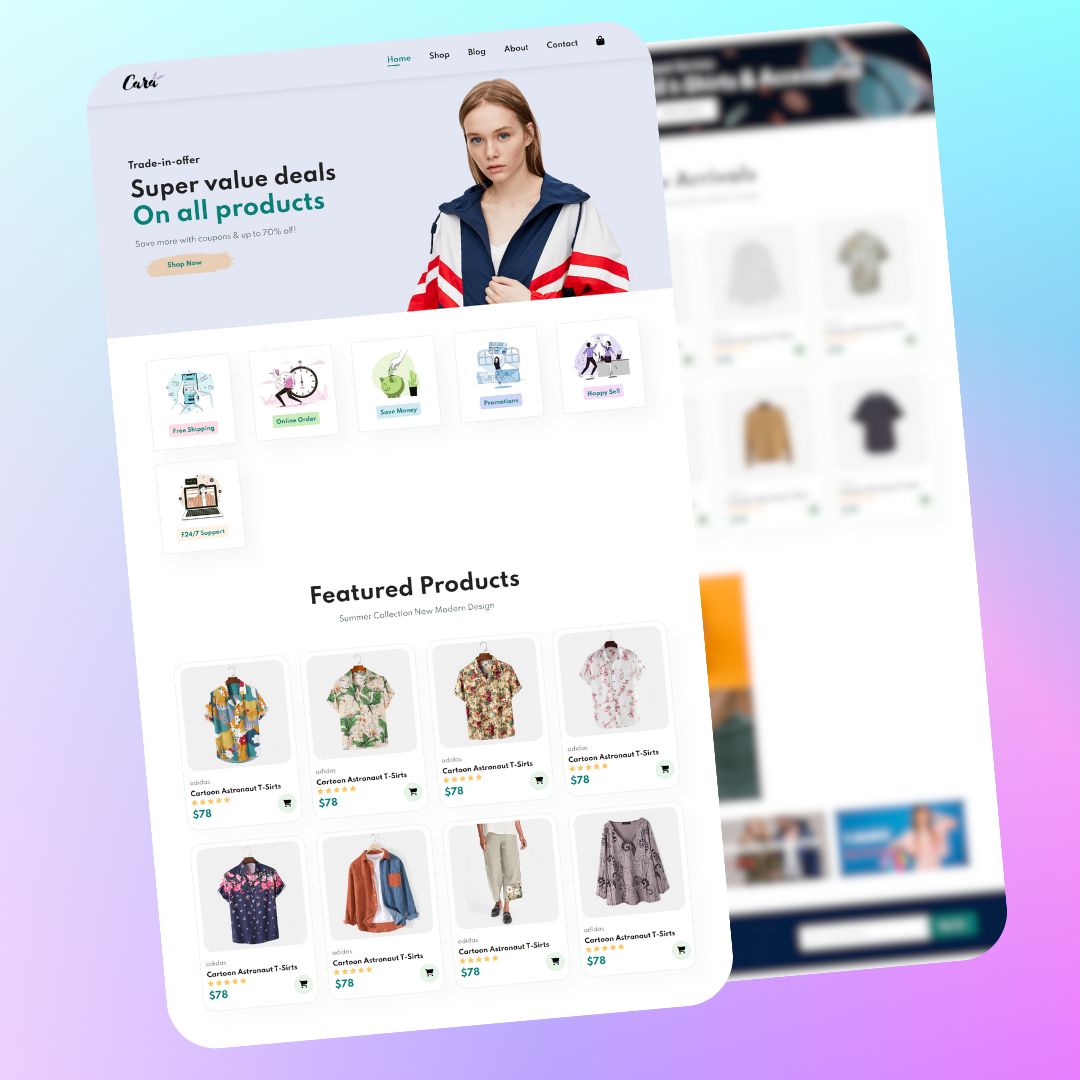 Cara
Home Shop Blog About Contact
Trade-in-offer
Super value deals
On all products
Save more with coupons & up to 70% off!
Shop Now
Free Shipping
Online Order
Save Money
Promotions
Happy Sell
F24/7 Support
Featured Products
Summer Collection New Modern Design
adidas
Cartoon Astronaut T-Sirts
$78
adidas
Cartoon Astronaut T-Sirts
$78
adidas
Cartoon Astronaut T-Sirts
$78
adidas
Cartoon Astronaut T-Sirts
$78
adidas
Cartoon Astronaut T-Sirts
$78
adidas
Cartoon Astronaut T-Sirts
$78
adidas
Cartoon Astronaut T-Sirts
$78
adidas
Cartoon Astronaut T-Sirts
$78
Arrivals